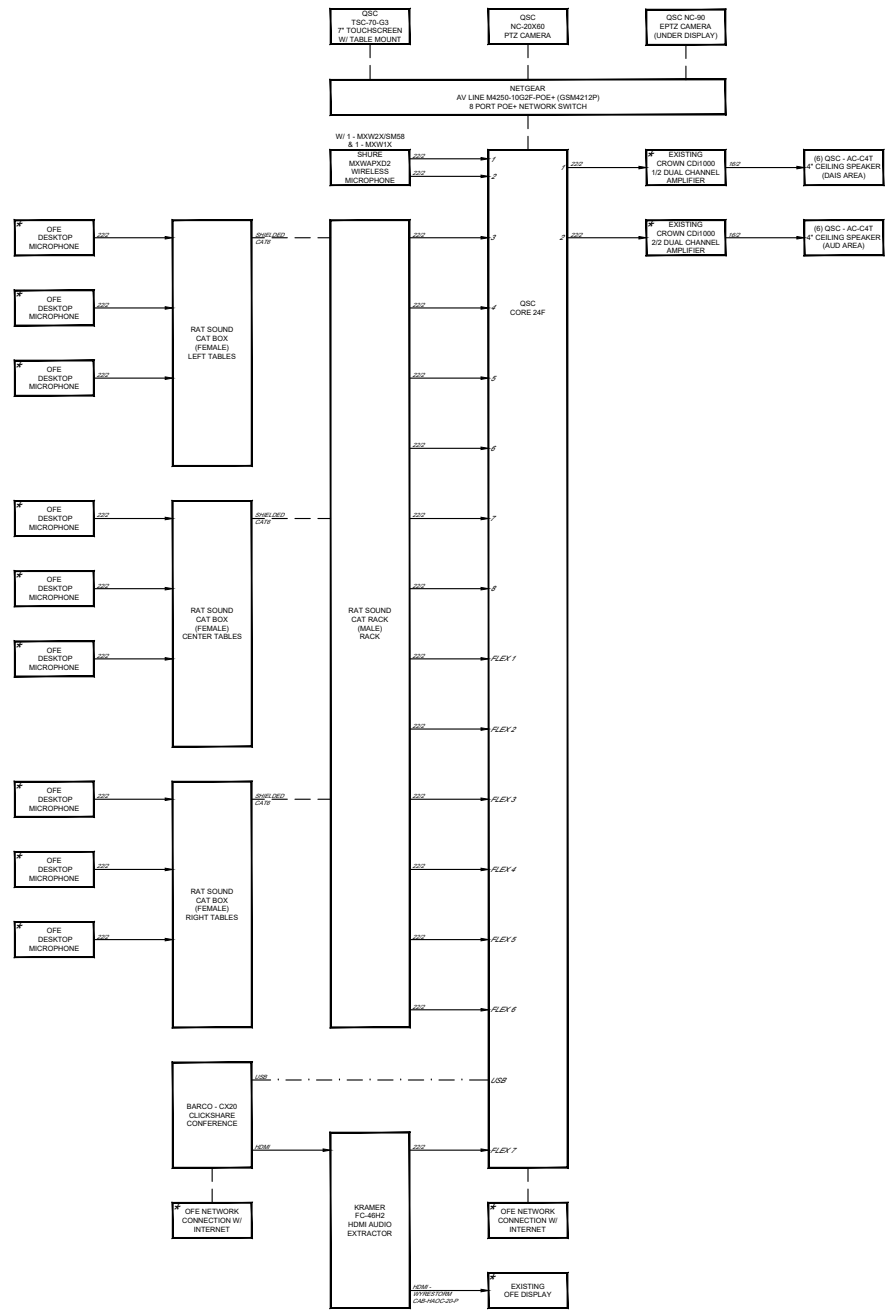 QSC
TSC-70-G3
7" TOUCHSCREEN
W/ TABLE MOUNT
QSC
NC-20X60
PTZ CAMERA
QSC NC-90
EPTZ CAMERA
(UNDER DISPLAY)
NETGEAR
AV LINE M4250-10G2F-POE+ (GSM4212P)
8 PORT POE+ NETWORK SWITCH
W/ 1 - MXW2X/SM58
& 1 - MXW1X
SHURE
MXWAPXD2
WIRELESS
MICROPHONE
22/2
22/2
1
2
1
22/2
* EXISTING
CROWN CDi1000
1/2 DUAL CHANNEL
AMPLIFIER
16/2
(6) QSC - AC-C4T
4" CEILING SPEAKER
(DAIS AREA)
* OFE
DESKTOP
MICROPHONE
22/2
SHIELDED
CAT6
22/2
3
2
22/2
* EXISTING
CROWN CDi1000
2/2 DUAL CHANNEL
AMPLIFIER
16/2
(6) QSC - AC-C4T
4" CEILING SPEAKER
(AUD AREA)
* OFE
DESKTOP
MICROPHONE
22/2
RAT SOUND
CAT BOX
(FEMALE)
LEFT TABLES
22/2
4
QSC
CORE 24F
* OFE
DESKTOP
MICROPHONE
22/2
22/2
5
22/2
6
* OFE
DESKTOP
MICROPHONE
22/2
SHIELDED
CAT6
22/2
7
* OFE
DESKTOP
MICROPHONE
22/2
22/2
8
RAT SOUND
CAT BOX
(FEMALE)
CENTER TABLES
RAT SOUND
CAT RACK
(MALE)
RACK
* OFE
DESKTOP
MICROPHONE
22/2
22/2
FLEX 1
22/2
FLEX 2
* OFE
DESKTOP
MICROPHONE
22/2
SHIELDED
CAT6
22/2
FLEX 3
* OFE
DESKTOP
MICROPHONE
22/2
22/2
FLEX 4
RAT SOUND
CAT BOX
(FEMALE)
RIGHT TABLES
* OFE
DESKTOP
MICROPHONE
22/2
22/2
FLEX 5
22/2
FLEX 6
BARCO - CX20
CLICKSHARE
CONFERENCE
USB
USB
HDMI
22/2
FLEX 7
* OFE NETWORK
CONNECTION W/
INTERNET
KRAMER
FC-46H2
HDMI AUDIO
EXTRACTOR
* OFE NETWORK
CONNECTION W/
INTERNET
HDMI -
WYRESTORM
CAB-HAOC-20-P
* EXISTING
OFE DISPLAY